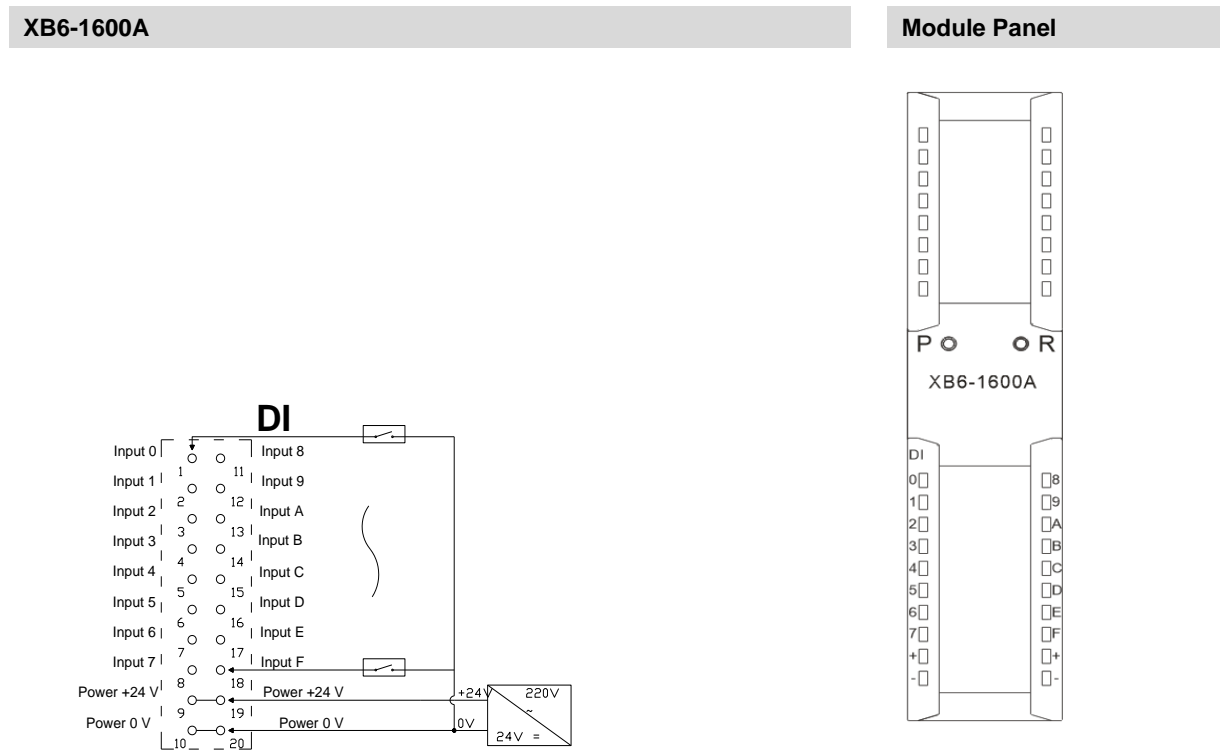 XB6-1600A
Module Panel
P R
XB6-1600A
DI
0 8
1 9
2 A
3 B
4 C
5 D
6 E
7 F
+ +
- -
DI
Input 0 Input 8
1 11
Input 1 Input 9
2 12
Input 2 Input A
3 13
Input 3 Input B
4 14
Input 4 Input C
5 15
Input 5 Input D
6 16
Input 6 Input E
7 17
Input 7 Input F
8 18
Power +24 V Power +24 V +24V 220V
9 19 ~
Power 0 V Power 0 V 0V
10 20 24V =